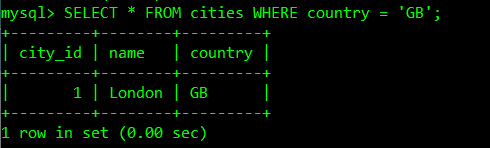 mysql> SELECT * FROM cities WHERE country = 'GB';
+---------+--------+---------+
| city_id | name   | country |
+---------+--------+---------+
|       1 | London | GB      |
+---------+--------+---------+
1 row in set (0.00 sec)